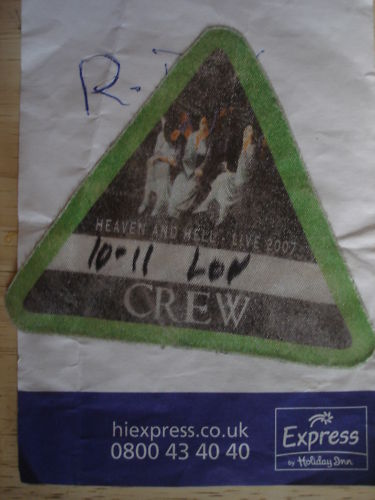 R.
HEAVEN AND HELL - LIVE 2007
10-11 LON
CREW
hiexpress.co.uk
0800 43 40 40
Express
by Holiday Inn